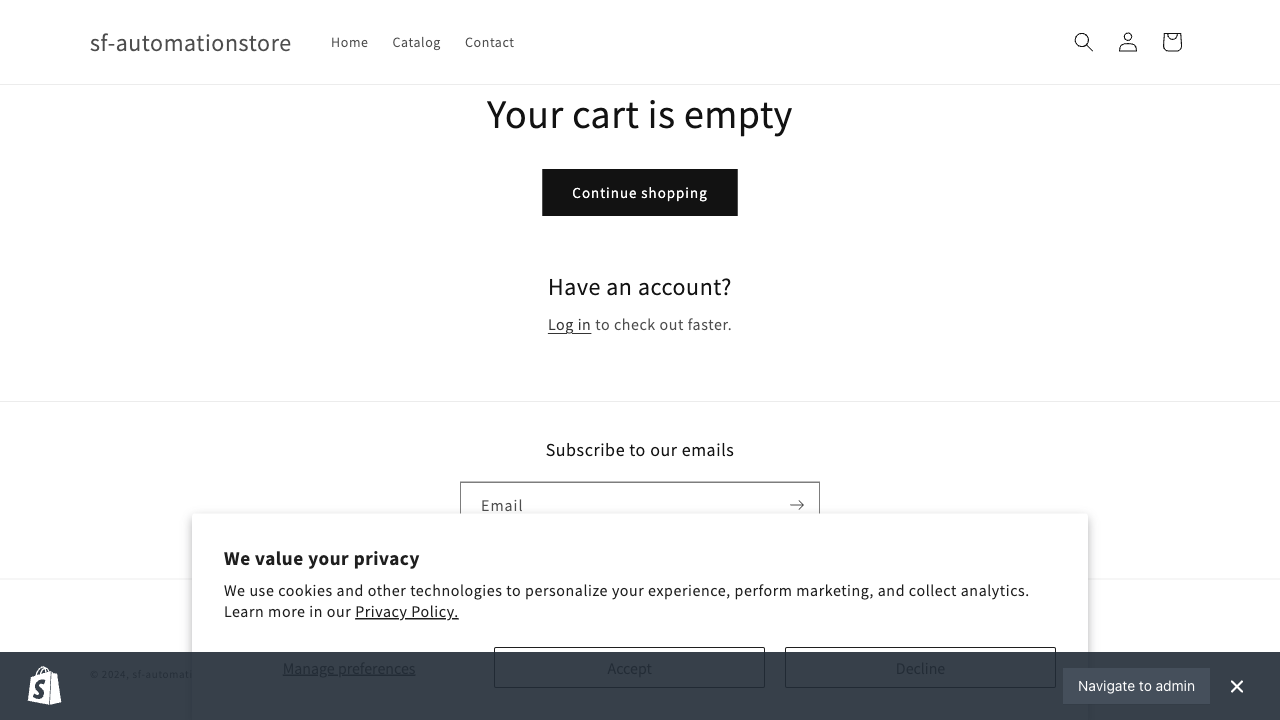 sf-automationstore
Home
Catalog
Contact
Your cart is empty
Continue shopping
Have an account?
Log in to check out faster.
Subscribe to our emails
Email
We value your privacy
We use cookies and other technologies to personalize your experience, perform marketing, and collect analytics.
Learn more in our Privacy Policy.
Manage preferences
Accept
Decline
© 2024, sf-automati
Navigate to admin